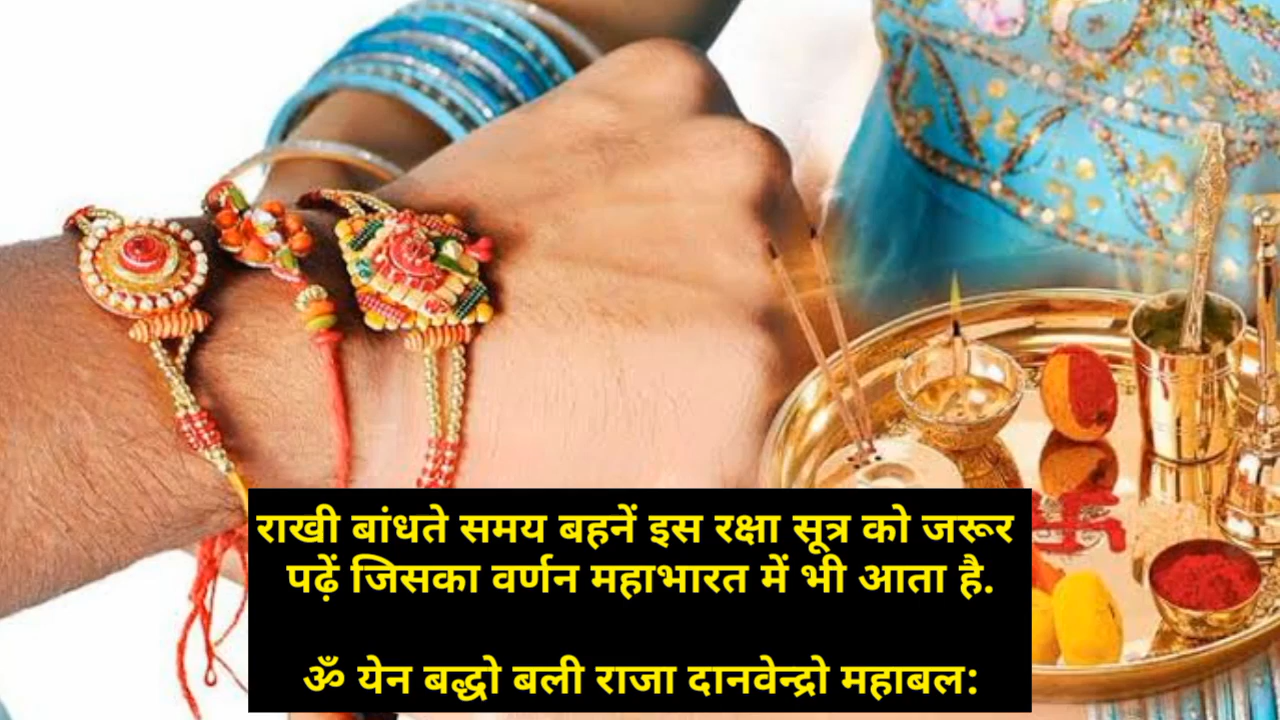 राखी बांधते समय बहनें इस रक्षा सूत्र को जरूर
पढ़ें जिसका वर्णन महाभारत में भी आता है.
ॐ येन बद्धो बली राजा दानवेन्द्रो महाबल: